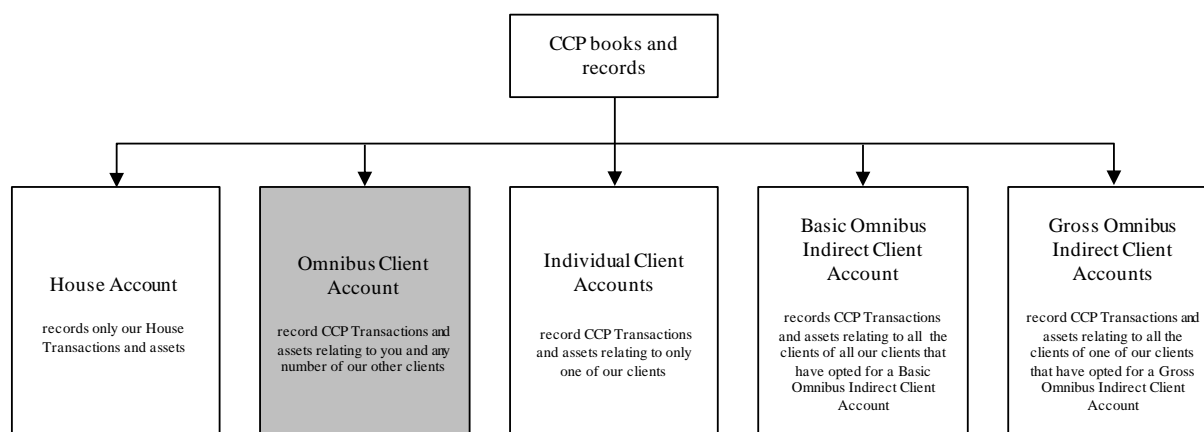 CCP books and
records
House Account
records only our House
Transactions and assets
Omnibus Client
Account
record CCP Transactions and
assets relating to you and any
number of our other clients
Individual Client
Accounts
record CCP Transactions
and assets relating to only
one of our clients
Basic Omnibus
Indirect Client
Account
records CCP Transactions
and assets relating to all the
clients of all our clients that
have opted for a Basic
Omnibus Indirect Client
Account
Gross Omnibus
Indirect Client
Accounts
record CCP Transactions and
assets relating to all the
clients of one of our clients
that have opted for a Gross
Omnibus Indirect Client
Account